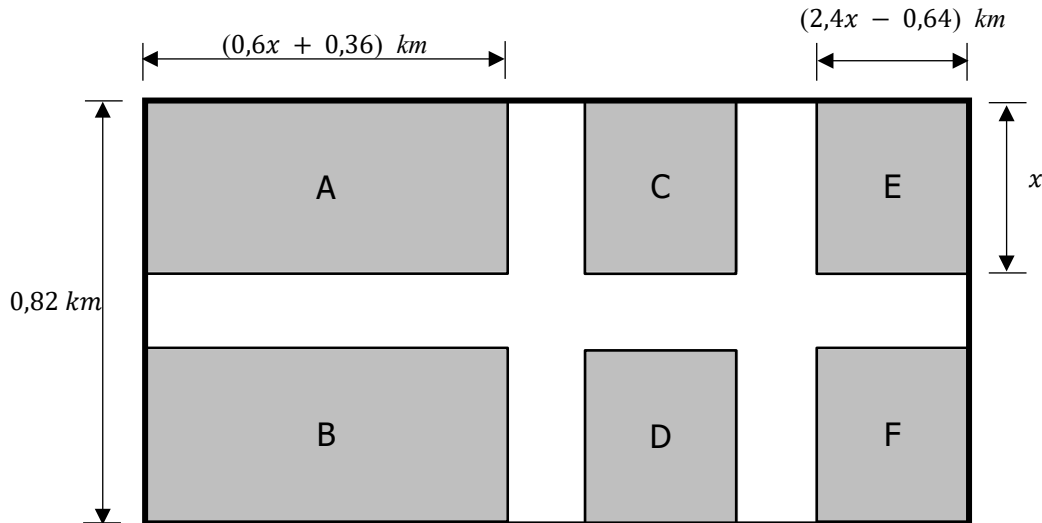 (2,4x − 0,64) km
(0,6x + 0,36) km
A
C
E
x
0,82 km
B
D
F